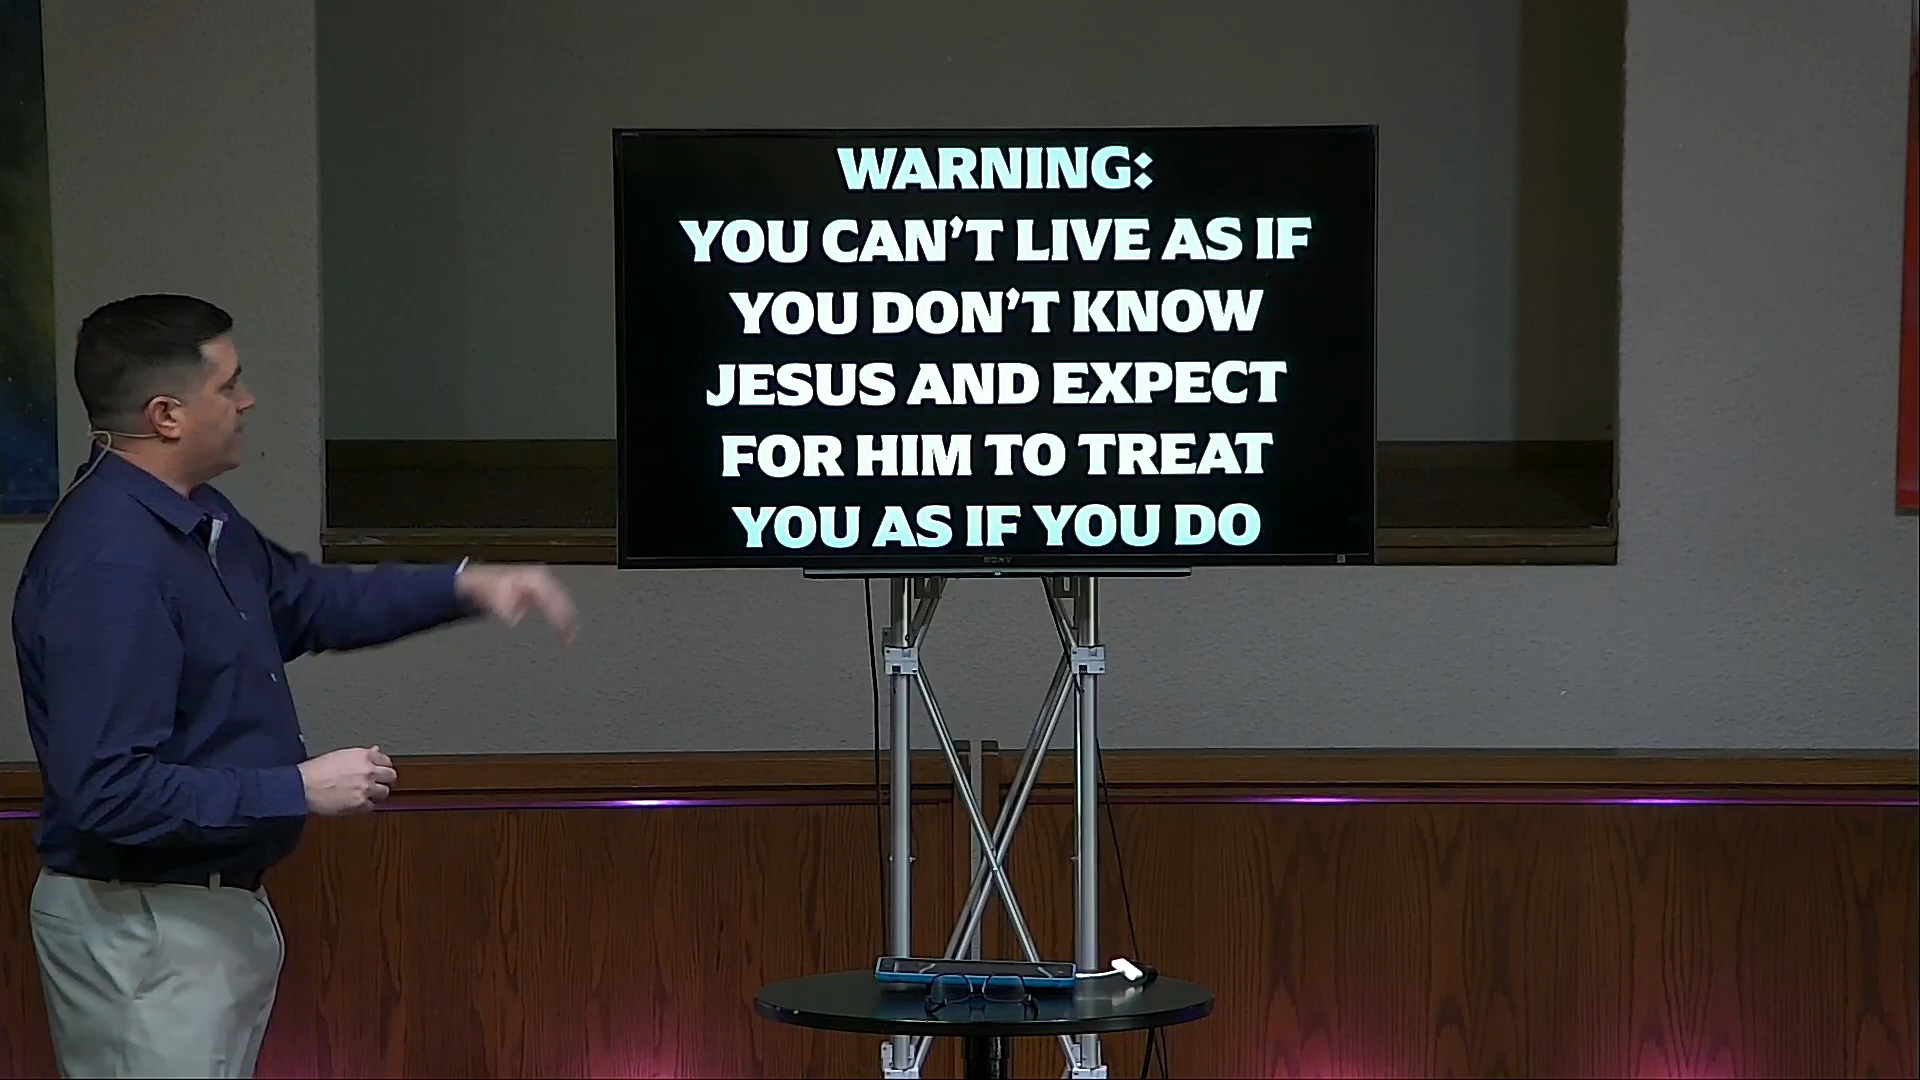 WARNING:
YOU CAN'T LIVE AS IF
YOU DON'T KNOW
JESUS AND EXPECT
FOR HIM TO TREAT
YOU AS IF YOU DO
SONY